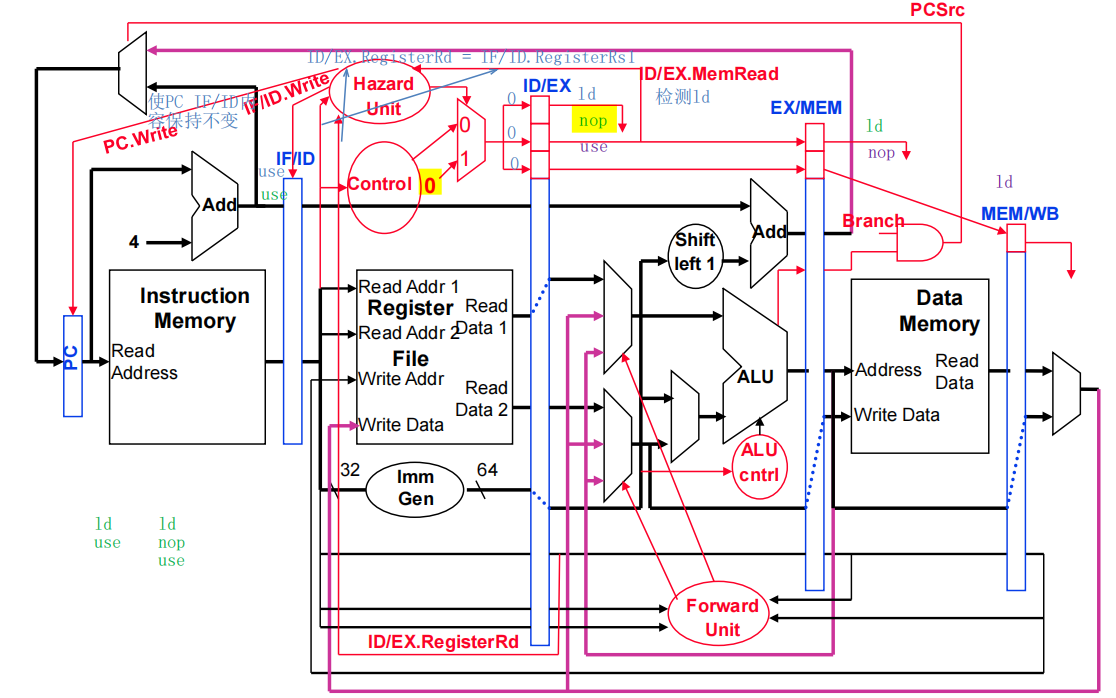 PCSrc
ID/EX.RegisterRd = IF/ID.RegisterRs1
Hazard
Unit
ID/EX.MemRead
检测ld
ID/EX
ld
nop
use
EX/MEM
ld
nop
使PC IF/ID内
容保持不变
IF/ID.Write
PC.Write
0
1
0
0
0
IF/ID
use
use
Control
0
ld
MEM/WB
Add
4
Shift
left 1
Add
Branch
Instruction
Memory
Read
Address
PC
Read Addr 1
Register
Read
Data 1
Read Addr 2
File
Write Addr
Read
Data 2
Write Data
ALU
Data
Memory
Address
Read
Data
Write Data
ALU
cntrl
32
Imm
Gen
64
ld
use
ld
nop
use
Forward
Unit
ID/EX.RegisterRd